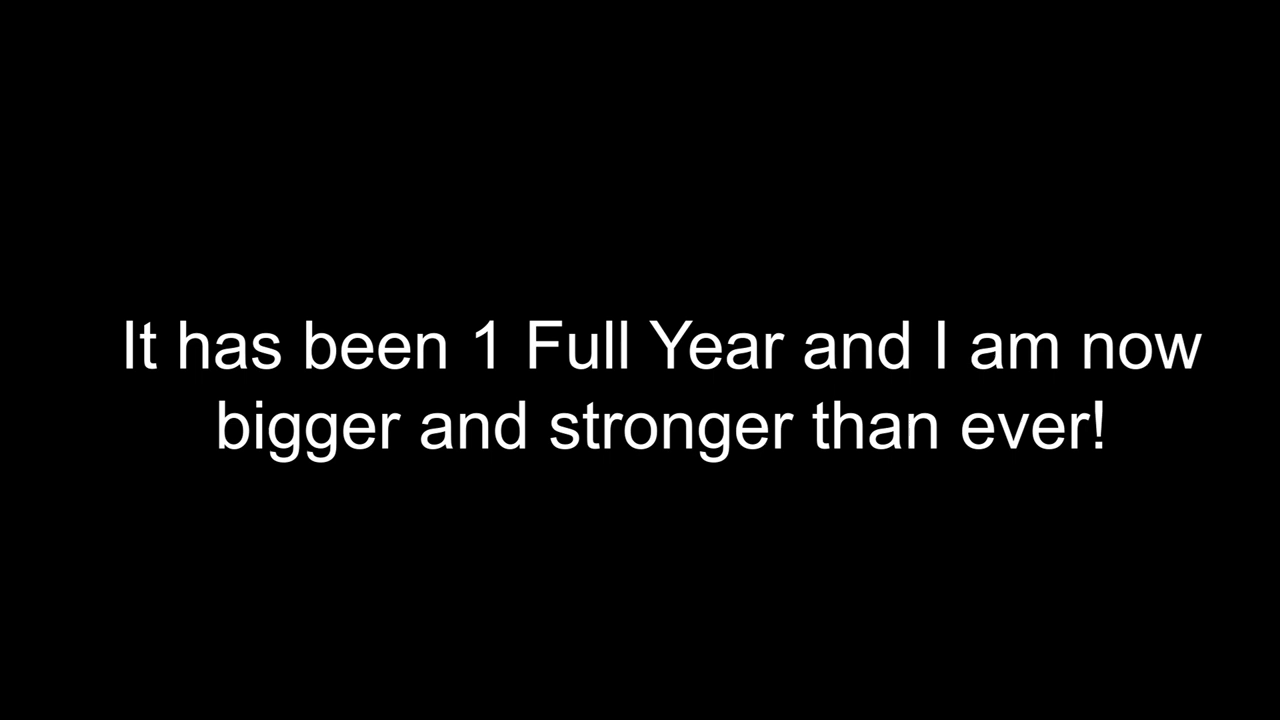 It has been 1 Full Year and I am now
bigger and stronger than ever!